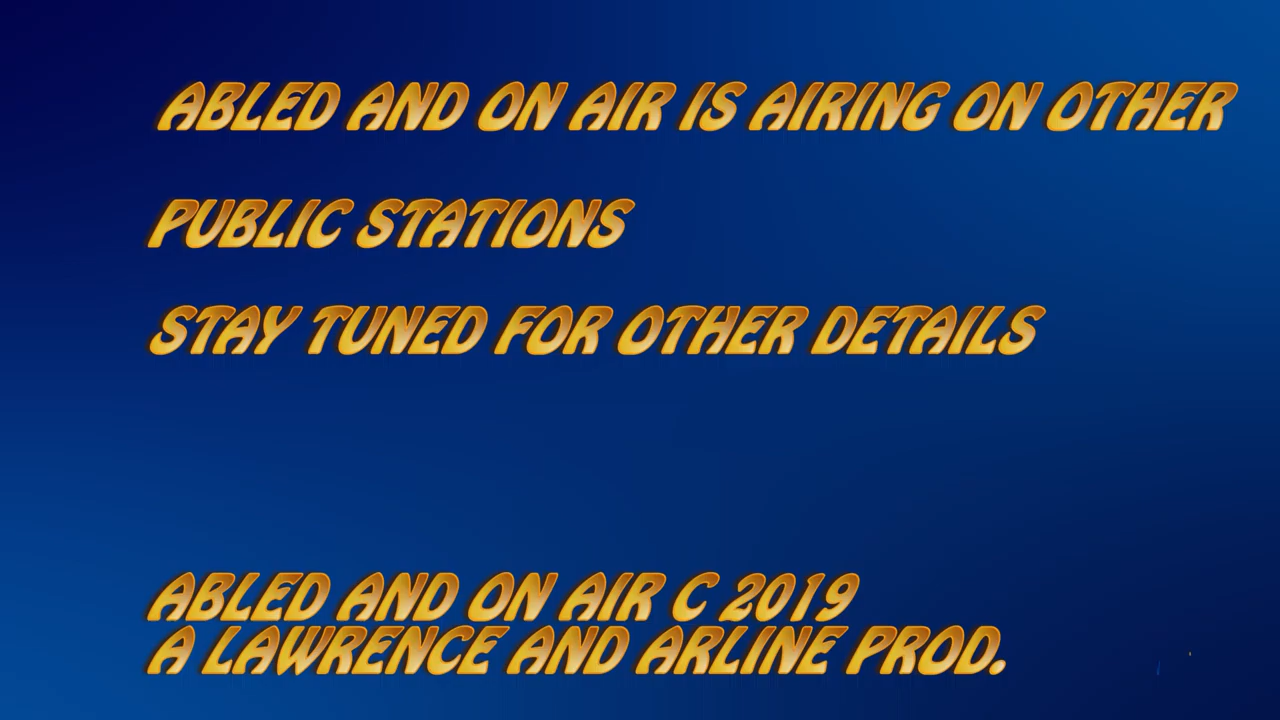 ABLED AND ON AIR IS AIRING ON OTHER
PUBLIC STATIONS
STAY TUNED FOR OTHER DETAILS
ABLED AND ON AIR C 2019
A LAWRENCE AND ARLINE PROD.